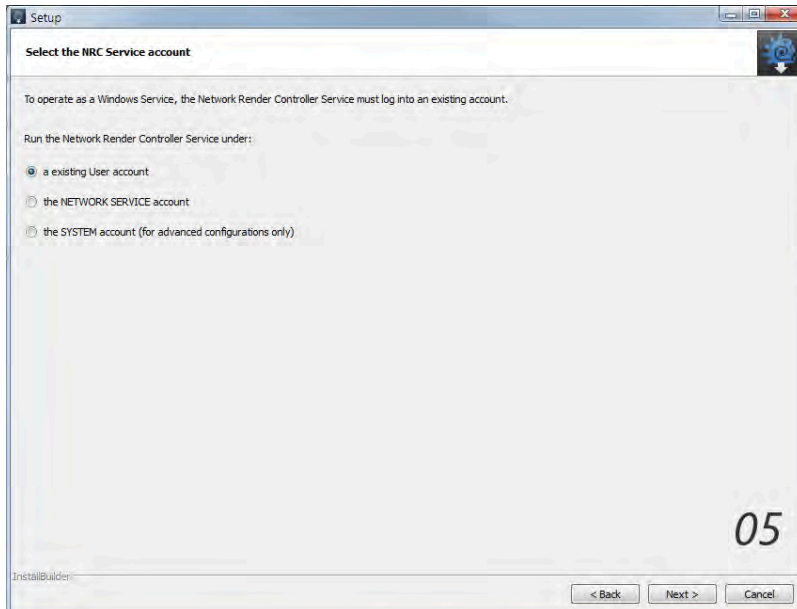 Setup
Select the NRC Service account
To operate as a Windows Service, the Network Render Controller Service must log into an existing account.
Run the Network Render Controller Service under:
a existing User account
the NETWORK SERVICE account
the SYSTEM account (for advanced configurations only)
05
InstallBuilder
< Back Next > Cancel